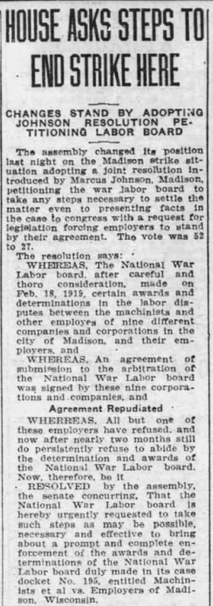 HOUSE ASKS STEPS TO
END STRIKE HERE
CHANGES STAND BY ADOPTING
JOHNSON RESOLUTION PE-
TITIONING LABOR BOARD
The assembly changed its position
last night on the Madison strike sit-
uation adopting a joint resolution in-
troduced by Marcus Johnson, Madison,
petitioning the war labor board to
take any steps necessary to settle the
matter even to presenting facts in
the case to congress with a request for
legislation forcing employers to stand
by their agreement. The vote was 52
to 27.
The resolution says:
WHEREAS, The National War
Labor board, after careful and
thoro consideration, made on
Feb. 18, 1919, certain awards and
determinations in the labor dis-
putes between the machinists and
other employes of nine different
companies and corporations in the
city of Madison, and their em-
ployers, and
WHEREAS, An agreement of
submission to the arbitration of
the National War Labor board
was signed by these nine corpora-
tions and companies, and
Agreement Repudiated
WHEREAS, All but one of
these employers have refused, and
now after nearly two months still
do persistently refuse to abide by
the determination and awards of
the National War Labor board.
Now, therefore, be it
RESOLVED by the assembly,
the senate concurring, That the
National War Labor board is
hereby urgently requested to take
such steps as may be possible,
necessary and effective to bring
about a prompt and complete en-
forcement of the awards and de-
terminations of the National War
Labor board duly made in its case
docket No. 195, entitled Machin-
ists et al vs. Employers of Madi-
son, Wisconsin.